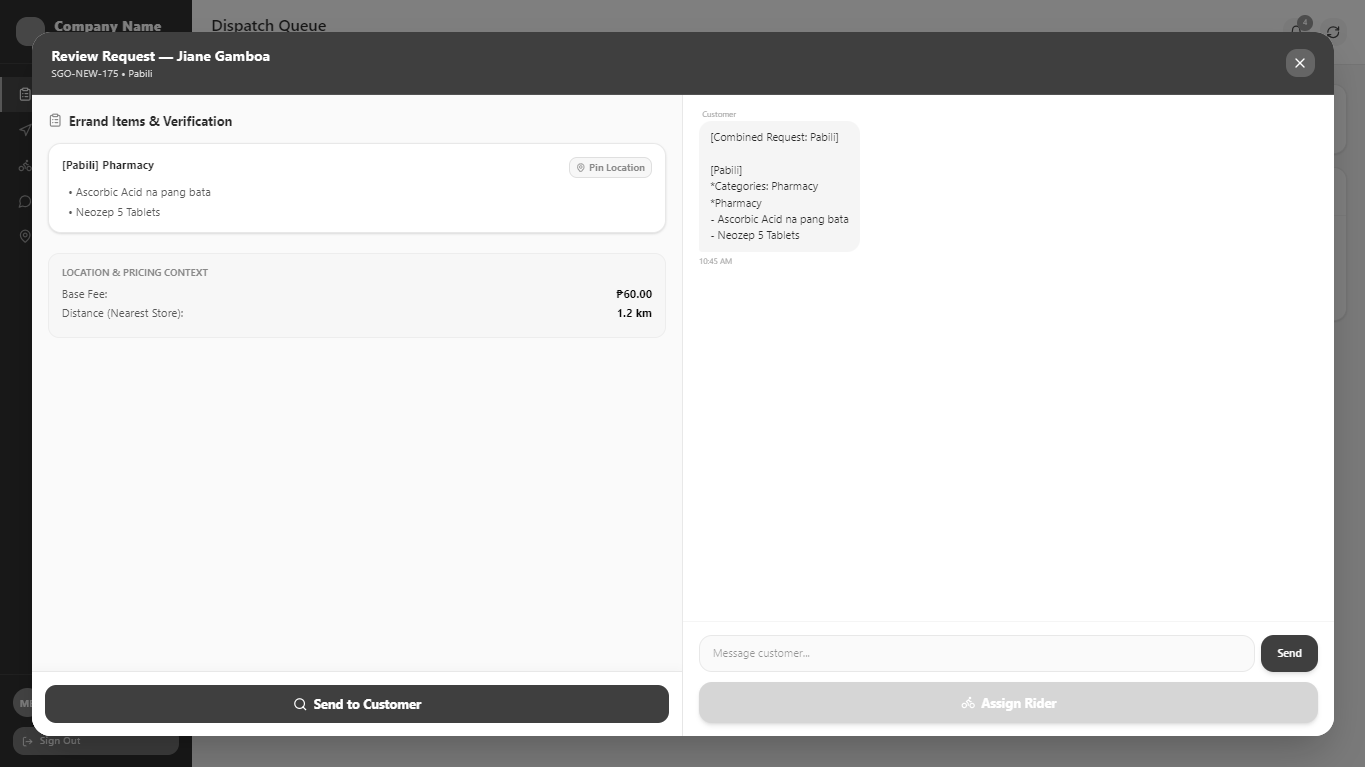 Company Name
Dispatch Queue
4
Review Request — Jiane Gamboa
SGO-NEW-175 • Pabili
Errand Items & Verification
[Pabili] Pharmacy
Pin Location
• Ascorbic Acid na pang bata
• Neozep 5 Tablets
LOCATION & PRICING CONTEXT
Base Fee: ₱60.00
Distance (Nearest Store): 1.2 km
Send to Customer
Customer
[Combined Request: Pabili]
[Pabili]
*Categories: Pharmacy
*Pharmacy
- Ascorbic Acid na pang bata
- Neozep 5 Tablets
10:45 AM
Message customer...
Send
Assign Rider
Sign Out